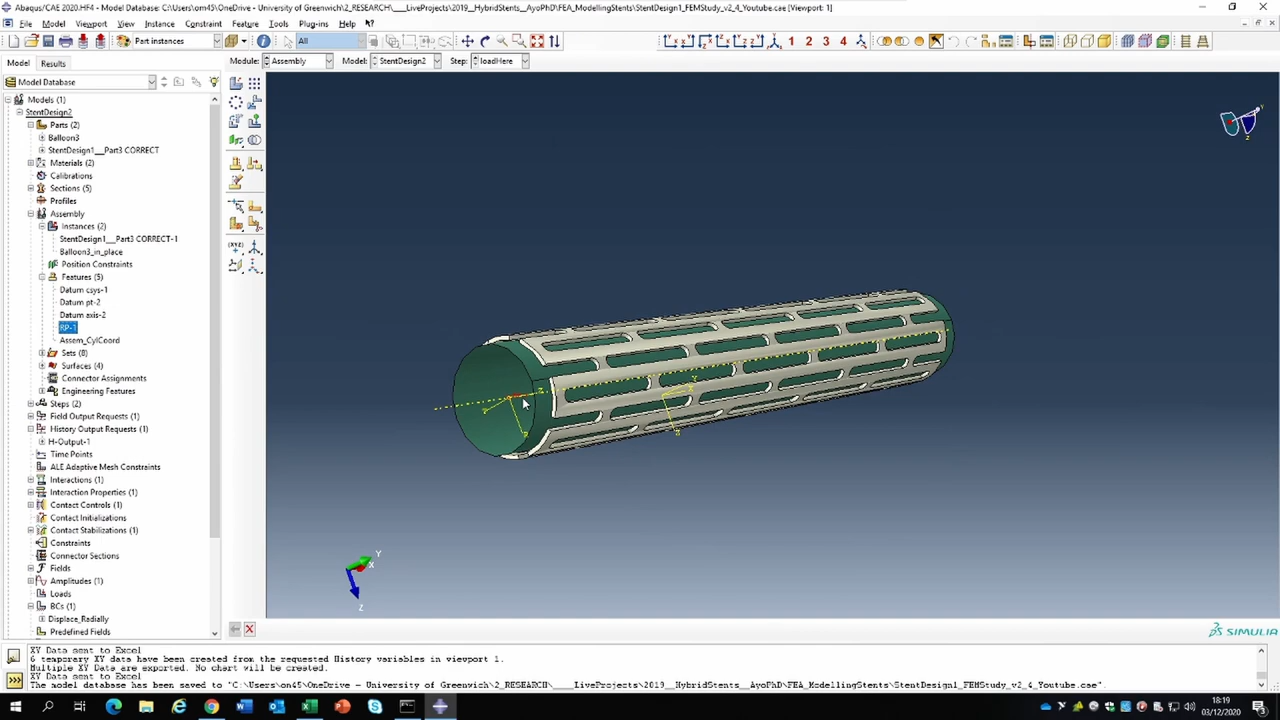 Abaqus/CAE 2020.HF4 - Model Database: C:\Users\om45\OneDrive - University of Greenwich\2_RESEARCH\____LiveProjects\2019__HybridStents__AyoPhD\FEA_ModellingStents\StentDesign1_FEMStudy_v2_4_Youtube.cae [Viewport: 1]
File Model Viewport View Instance Constraint Feature Tools Plug-ins Help
Part instances All 1 2 3 4
Model Results Module: Assembly Model: StentDesign2 Step: loadHere
Model Database
Models (1)
StentDesign2
Parts (2)
Balloon3
StentDesign1__Part3 CORRECT
Materials (2)
Calibrations
Sections (5)
Profiles
Assembly
Instances (2)
StentDesign1__Part3 CORRECT-1
Balloon3_in_place
Position Constraints
Features (5)
Datum csys-1
Datum pt-2
Datum axis-2
RP-1
Assem_CylCoord
Sets (8)
Surfaces (4)
Connector Assignments
Engineering Features
Steps (2)
Field Output Requests (1)
History Output Requests (1)
H-Output-1
Time Points
ALE Adaptive Mesh Constraints
Interactions (1)
Interaction Properties (1)
Contact Controls (1)
Contact Initializations
Contact Stabilizations (1)
Constraints
Connector Sections
Fields
Amplitudes (1)
Loads
BCs (1)
Displace_Radially
Predefined Fields
Y
X
Z
SIMULIA
XY Data sent to Excel
6 temporary XY data have been created from the requested History variables in viewport 1.
Multiple XY Data are exported. No chart will be created.
XY Data sent to Excel
The model database has been saved to "C:\Users\om45\OneDrive - University of Greenwich\2_RESEARCH\____LiveProjects\2019__HybridStents__AyoPhD\FEA_ModellingStents\StentDesign1_FEMStudy_v2_4_Youtube.cae".
18:19
03/12/2020